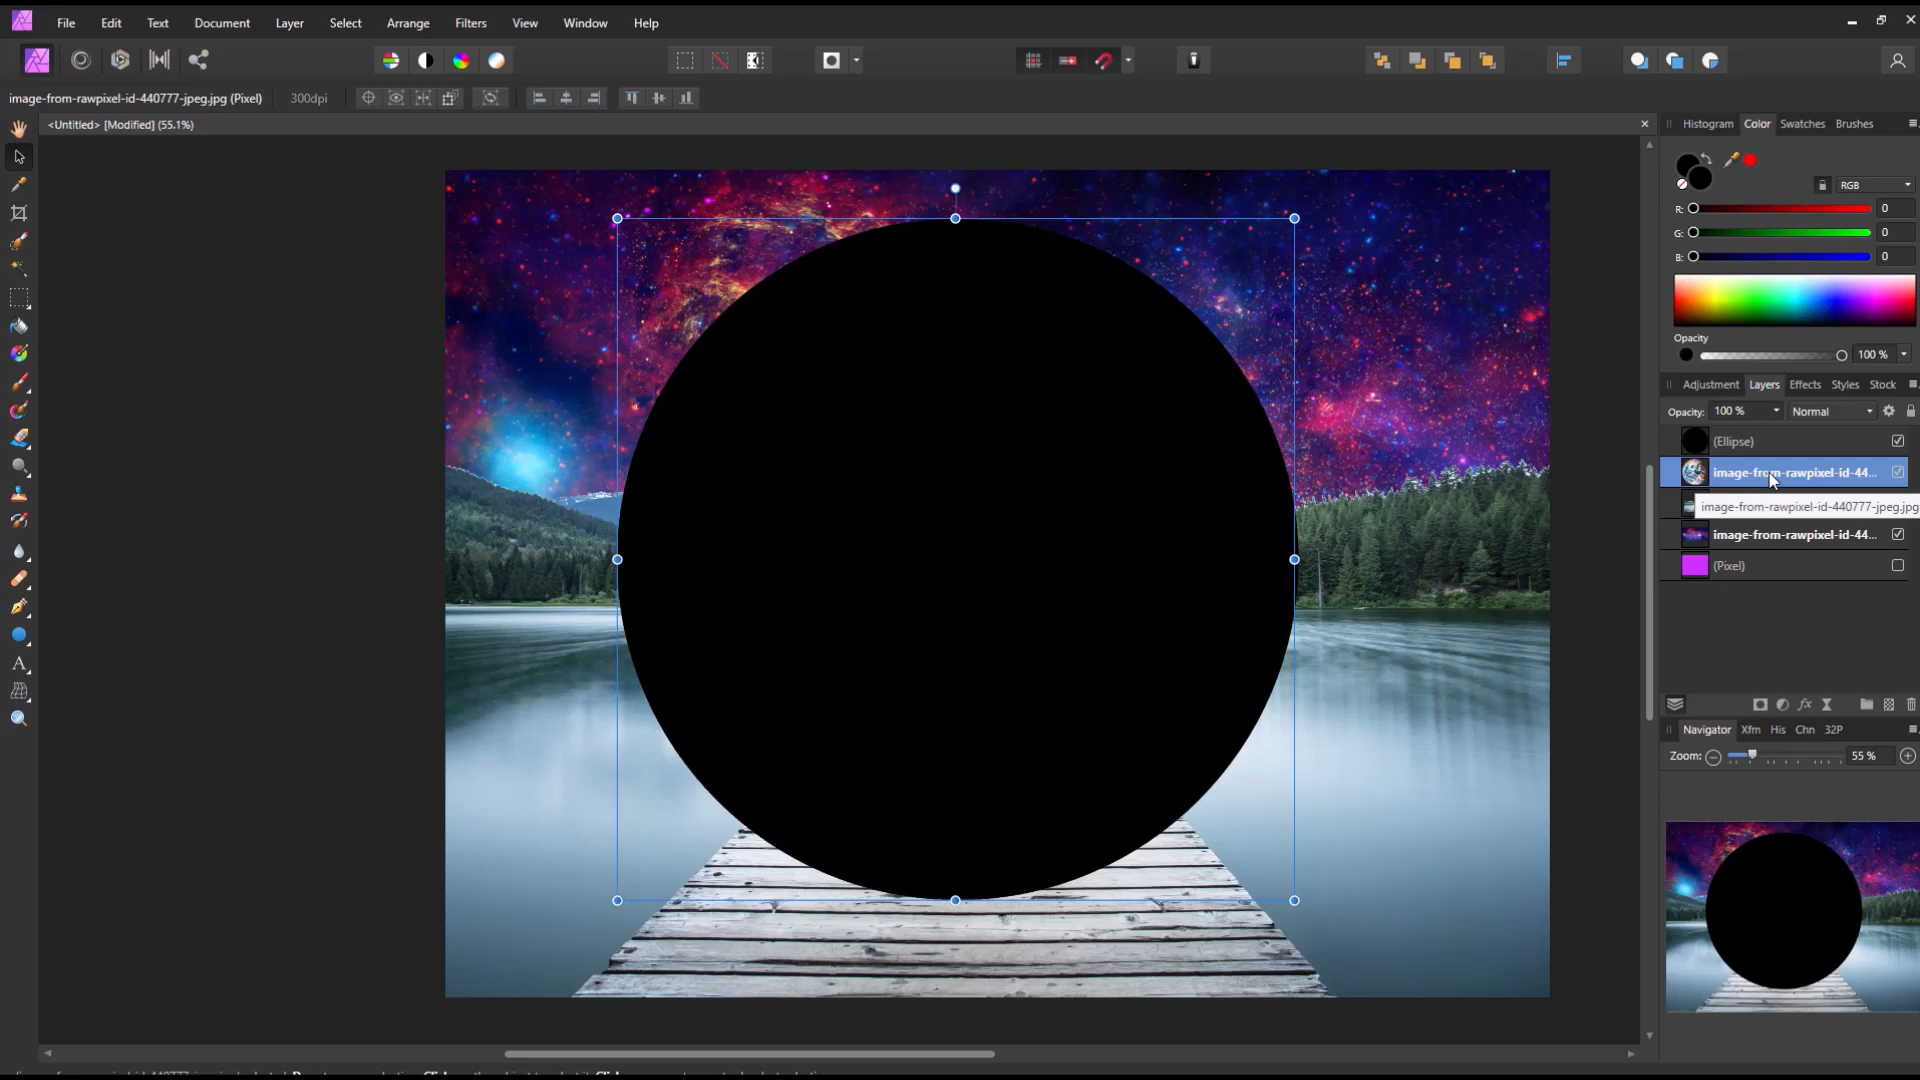 File Edit Text Document Layer Select Arrange Filters View Window Help
image-from-rawpixel-id-440777-jpeg.jpg (Pixel) 300dpi
<Untitled> [Modified] (55.1%)
Histogram Color Swatches Brushes
RGB
R: 0
G: 0
B: 0
Opacity
100 %
Adjustment Layers Effects Styles Stock
Opacity: 100 % Normal
(Ellipse)
image-from-rawpixel-id-44...
image-from-rawpixel-id-440777-jpeg.jpg
image-from-rawpixel-id-44...
(Pixel)
Navigator Xfm His Chn 32P
Zoom: 55 %